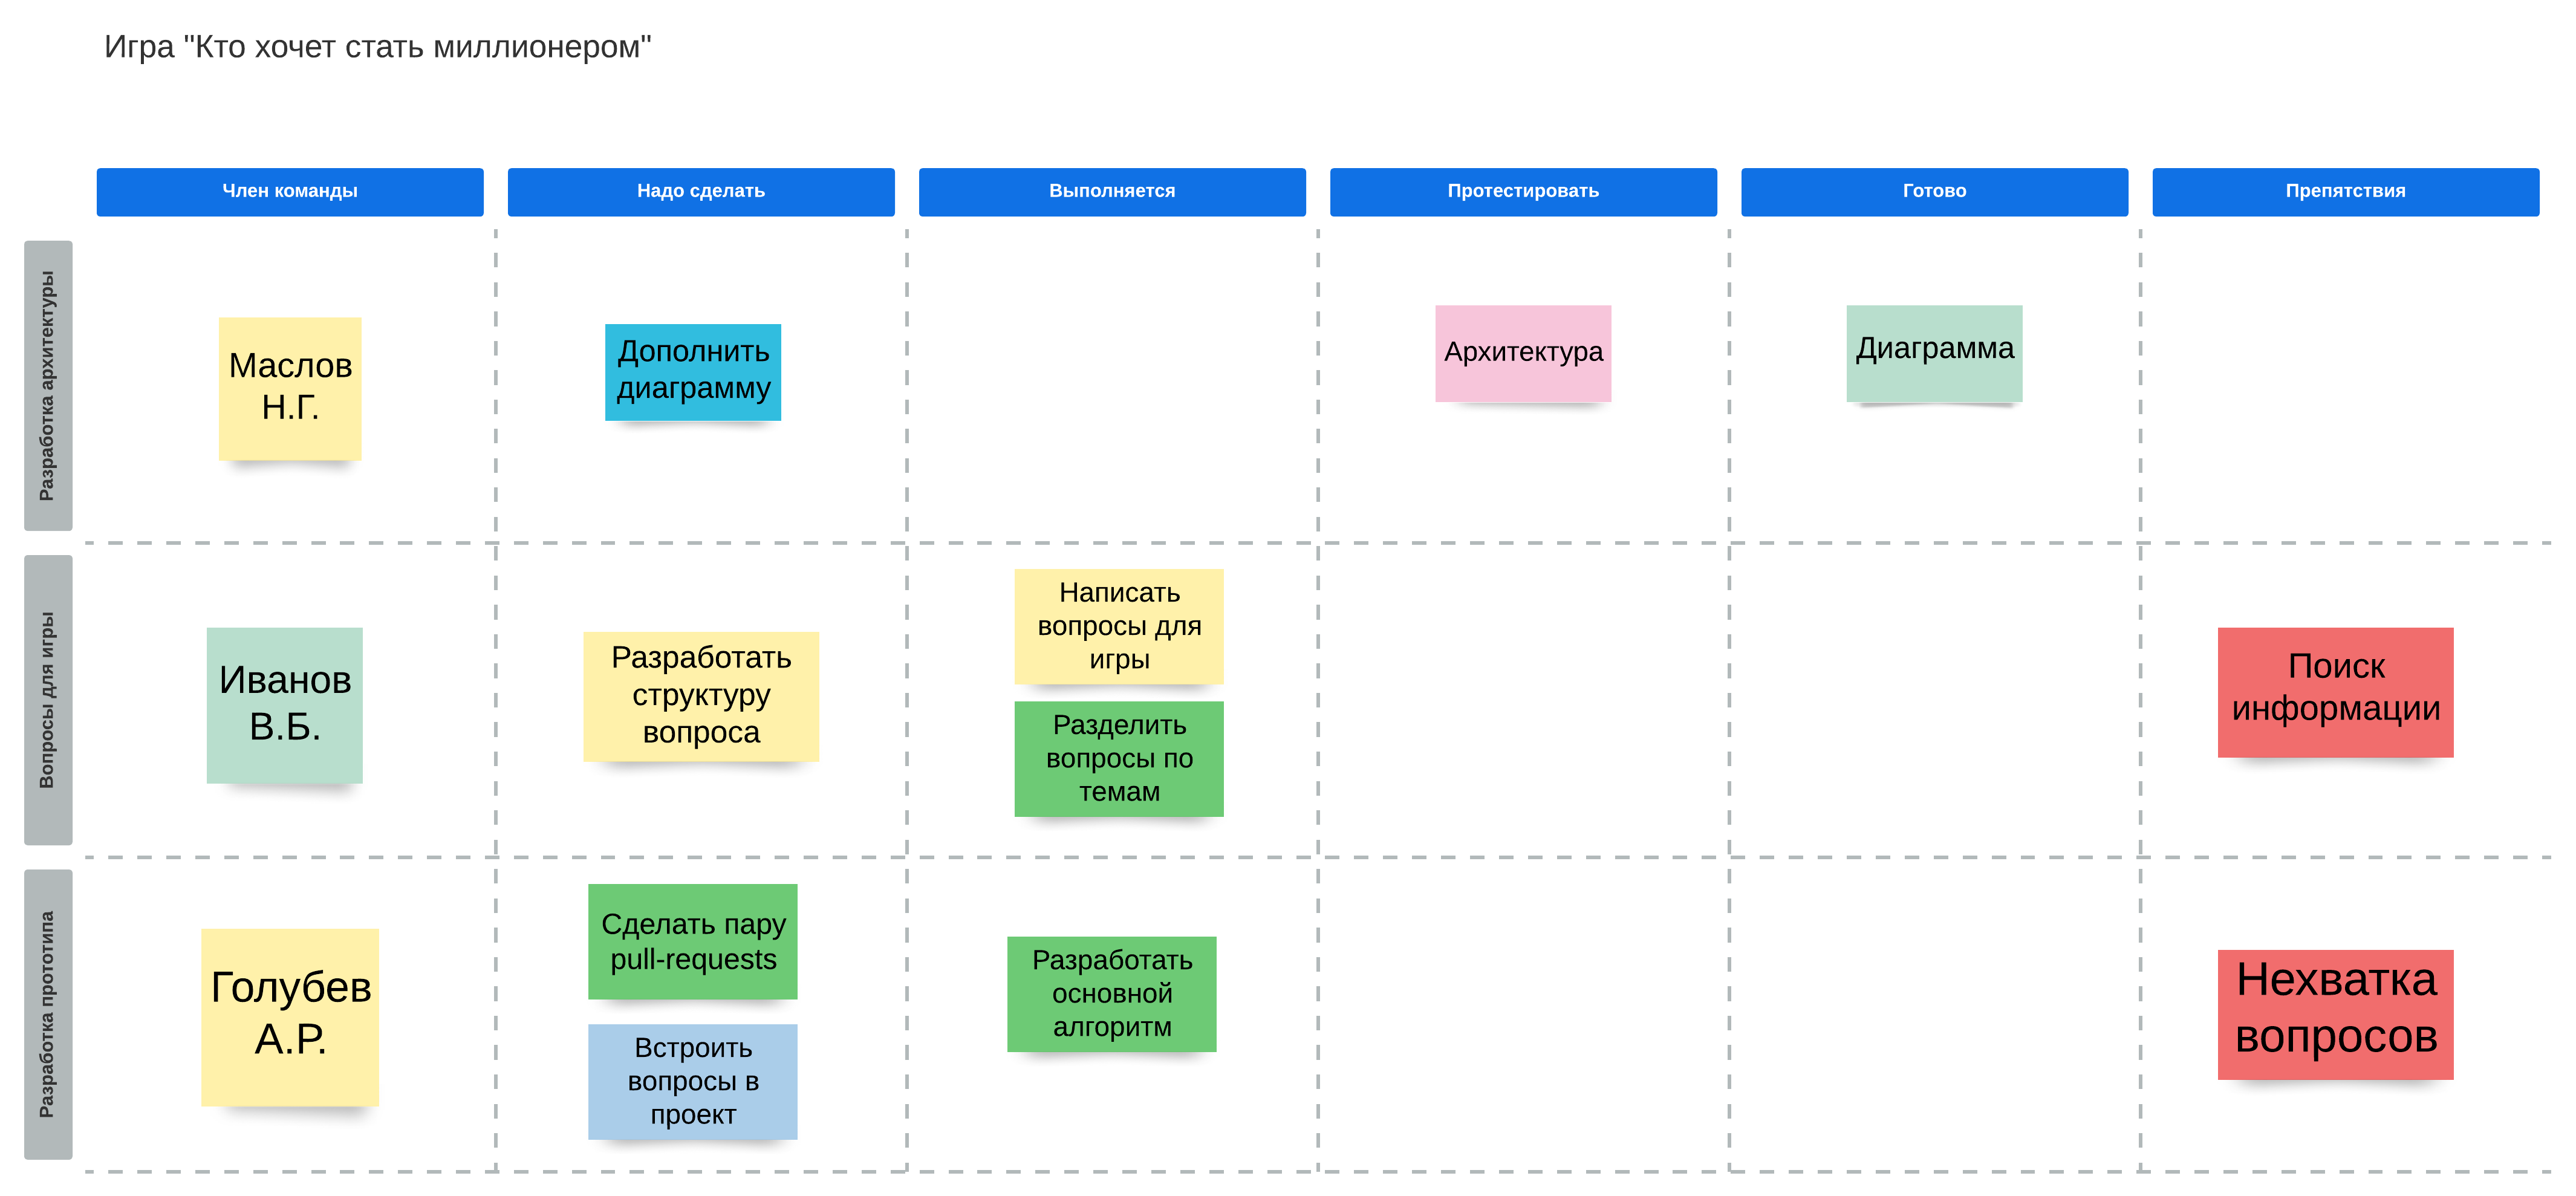 Игра "Кто хочет стать миллионером"
Член команды
Надо сделать
Выполняется
Протестировать
Готово
Препятствия
Разработка архитектуры
Маслов
Н.Г.
Дополнить
диаграмму
Архитектура
Диаграмма
Вопросы для игры
Иванов
В.Б.
Разработать
структуру
вопроса
Написать
вопросы для
игры
Разделить
вопросы по
темам
Поиск
информации
Разработка прототипа
Голубев
А.Р.
Сделать пару
pull-requests
Встроить
вопросы в
проект
Разработать
основной
алгоритм
Нехватка
вопросов